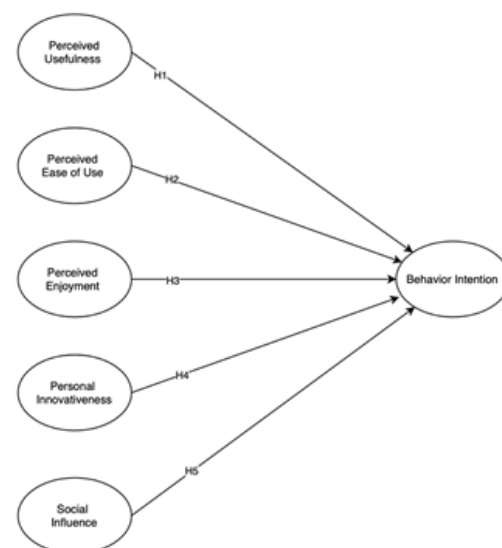 Perceived
Usefulness
H1
Perceived
Ease of Use
H2
Perceived
Enjoyment
H3
Behavior Intention
Personal
Innovativeness
H4
Social
Influence
H5